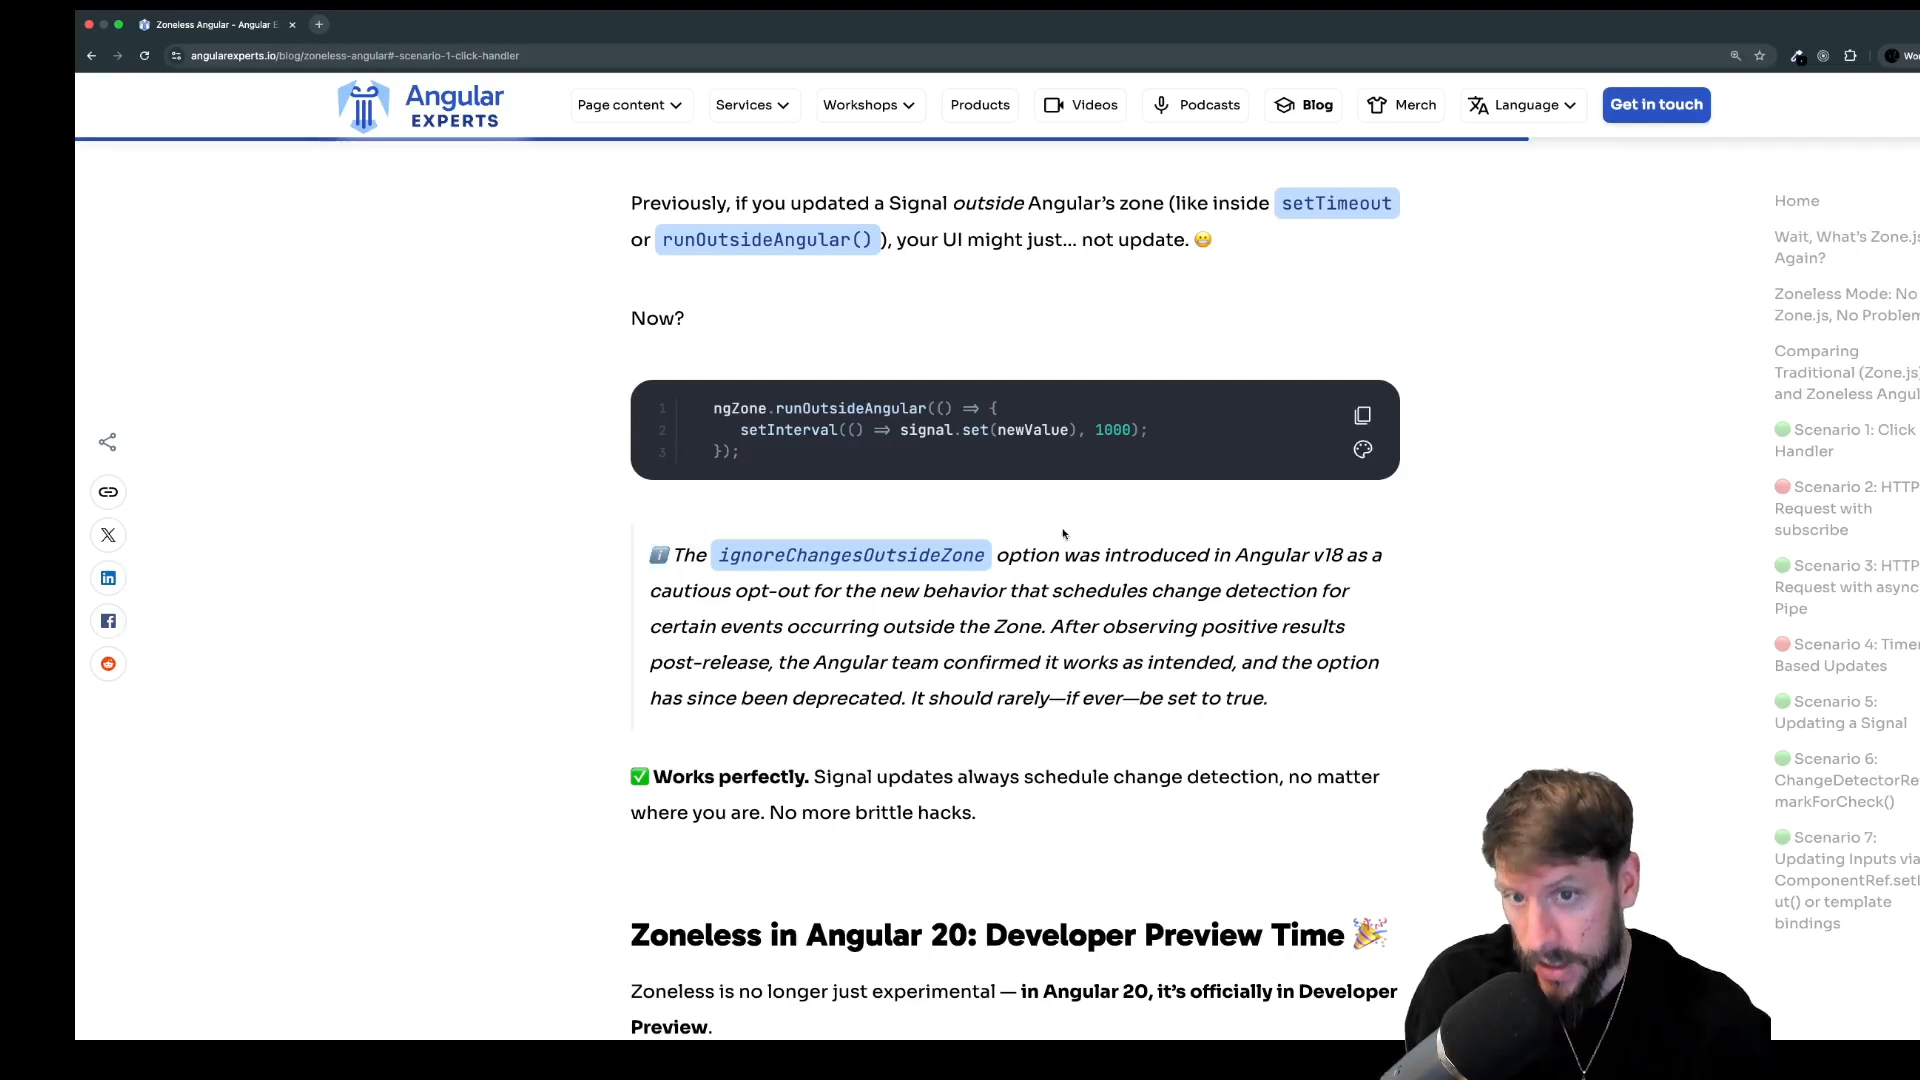 Zoneless Angular - Angular E
angularexperts.io/blog/zoneless-angular#-scenario-1-click-handler
Wor
Angular
EXPERTS
Page content
Services
Workshops
Products
Videos
Podcasts
Blog
Merch
Language
Get in touch
Previously, if you updated a Signal outside Angular’s zone (like inside setTimeout
or runOutsideAngular() ), your UI might just... not update. 😬
Now?
1 ngZone.runOutsideAngular(() => {
2 setInterval(() => signal.set(newValue), 1000);
3 });
ℹ️ The ignoreChangesOutsideZone option was introduced in Angular v18 as a
cautious opt-out for the new behavior that schedules change detection for
certain events occurring outside the Zone. After observing positive results
post-release, the Angular team confirmed it works as intended, and the option
has since been deprecated. It should rarely—if ever—be set to true.
✅ Works perfectly. Signal updates always schedule change detection, no matter
where you are. No more brittle hacks.
Zoneless in Angular 20: Developer Preview Time 🎉
Zoneless is no longer just experimental — in Angular 20, it’s officially in Developer
Preview.
Home
Wait, What’s Zone.js
Again?
Zoneless Mode: No
Zone.js, No Problem
Comparing
Traditional (Zone.js)
and Zoneless Angul
🟢 Scenario 1: Click
Handler
🔴 Scenario 2: HTTP
Request with
subscribe
🟢 Scenario 3: HTTP
Request with async
Pipe
🔴 Scenario 4: Timer
Based Updates
🟢 Scenario 5:
Updating a Signal
🟢 Scenario 6:
ChangeDetectorRe
markForCheck()
🟢 Scenario 7:
Updating Inputs via
ComponentRef.setI
ut() or template
bindings